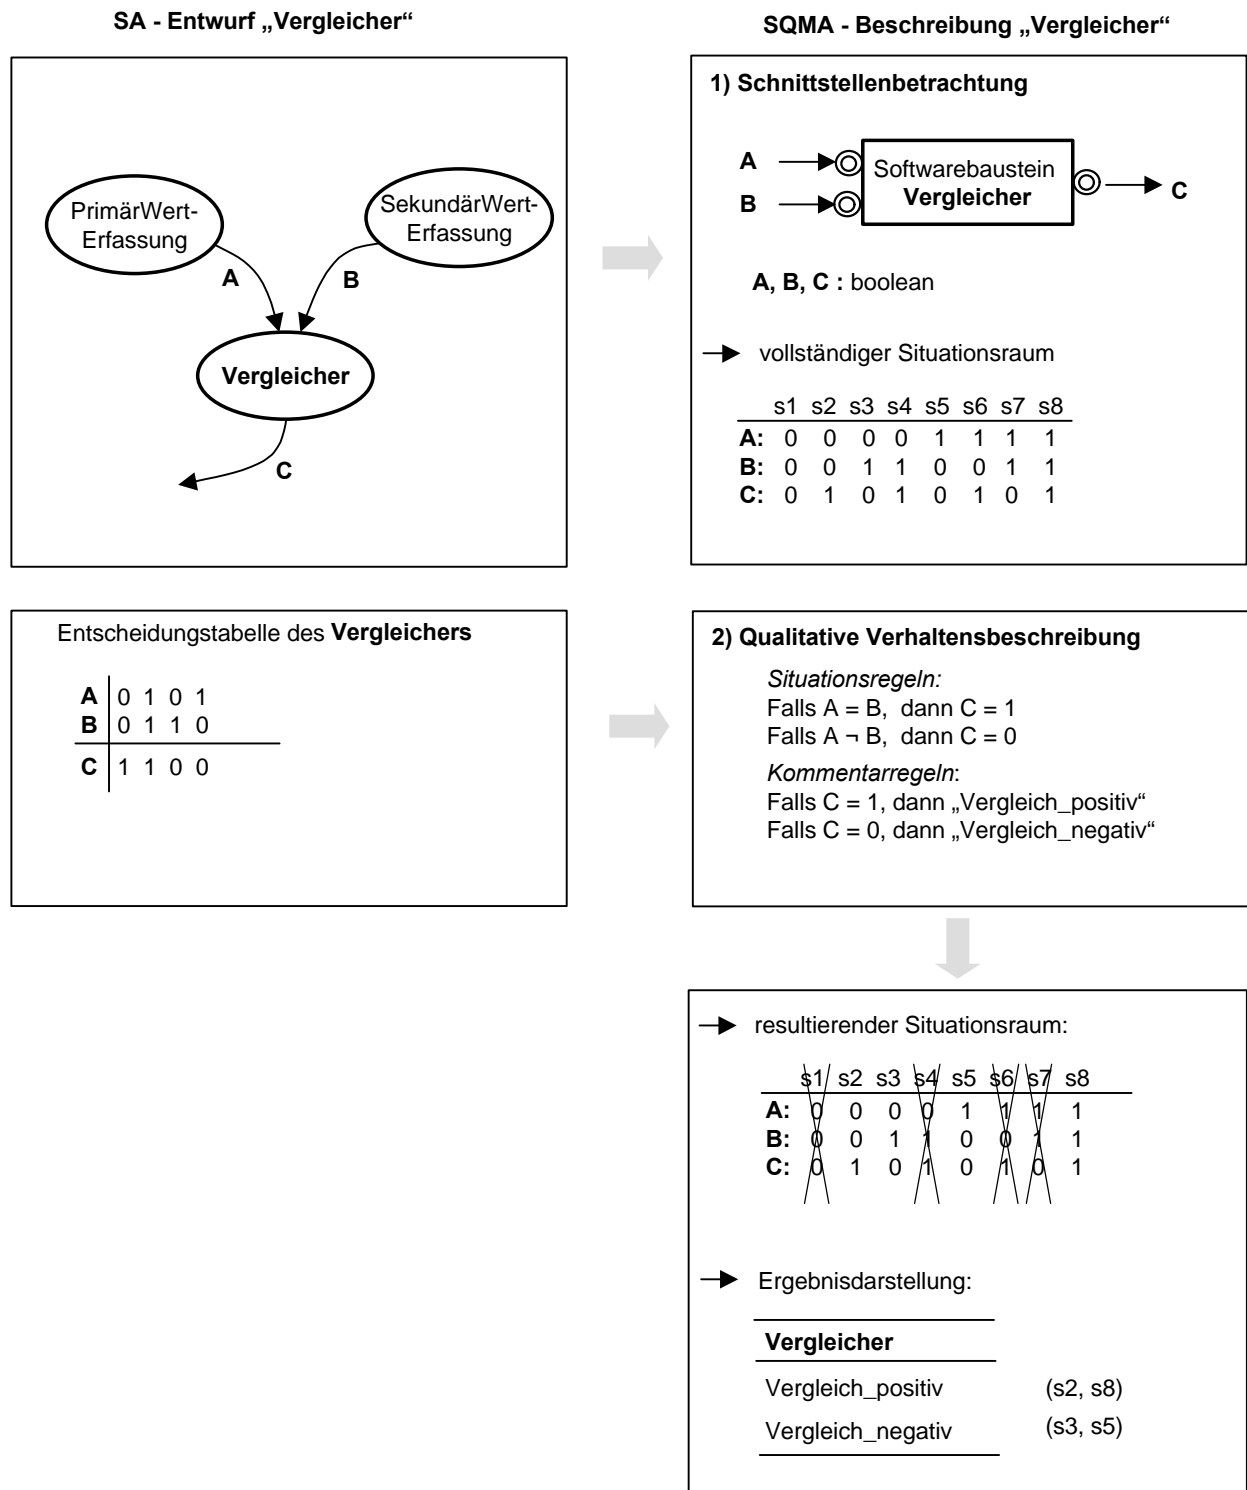 SA - Entwurf „Vergleicher“
PrimärWert-
Erfassung
SekundärWert-
Erfassung
A
B
Vergleicher
C
SQMA - Beschreibung „Vergleicher“
1) Schnittstellenbetrachtung
A
B
Softwarebaustein
Vergleicher
C
A, B, C : boolean
vollständiger Situationsraum
s1 s2 s3 s4 s5 s6 s7 s8
A: 0 0 0 0 1 1 1 1
B: 0 0 1 1 0 0 1 1
C: 0 1 0 1 0 1 0 1
Entscheidungstabelle des Vergleichers
A 0 1 0 1
B 0 1 1 0
C 1 1 0 0
2) Qualitative Verhaltensbeschreibung
Situationsregeln:
Falls A = B, dann C = 1
Falls A ¬ B, dann C = 0
Kommentarregeln:
Falls C = 1, dann „Vergleich_positiv“
Falls C = 0, dann „Vergleich_negativ“
resultierender Situationsraum:
s1 s2 s3 s4 s5 s6 s7 s8
A: 0 0 0 0 1 1 1 1
B: 0 0 1 1 0 0 1 1
C: 0 1 0 1 0 1 0 1
Ergebnisdarstellung:
Vergleicher
Vergleich_positiv (s2, s8)
Vergleich_negativ (s3, s5)